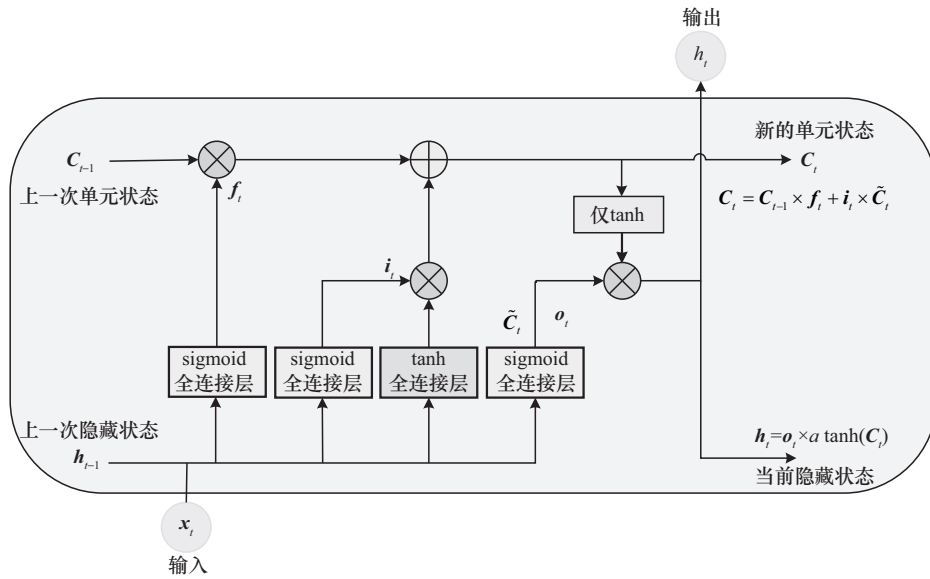 输出
h_t
新的单元状态
C_{t-1}
C_t
上一次单元状态
f_t
C_t = C_{t-1} × f_t + i_t × C̃_t
仅tanh
i_t
C̃_t
o_t
sigmoid
全连接层
sigmoid
全连接层
tanh
全连接层
sigmoid
全连接层
上一次隐藏状态
h_{t-1}
h_t=o_t×a tanh(C_t)
当前隐藏状态
x_t
输入